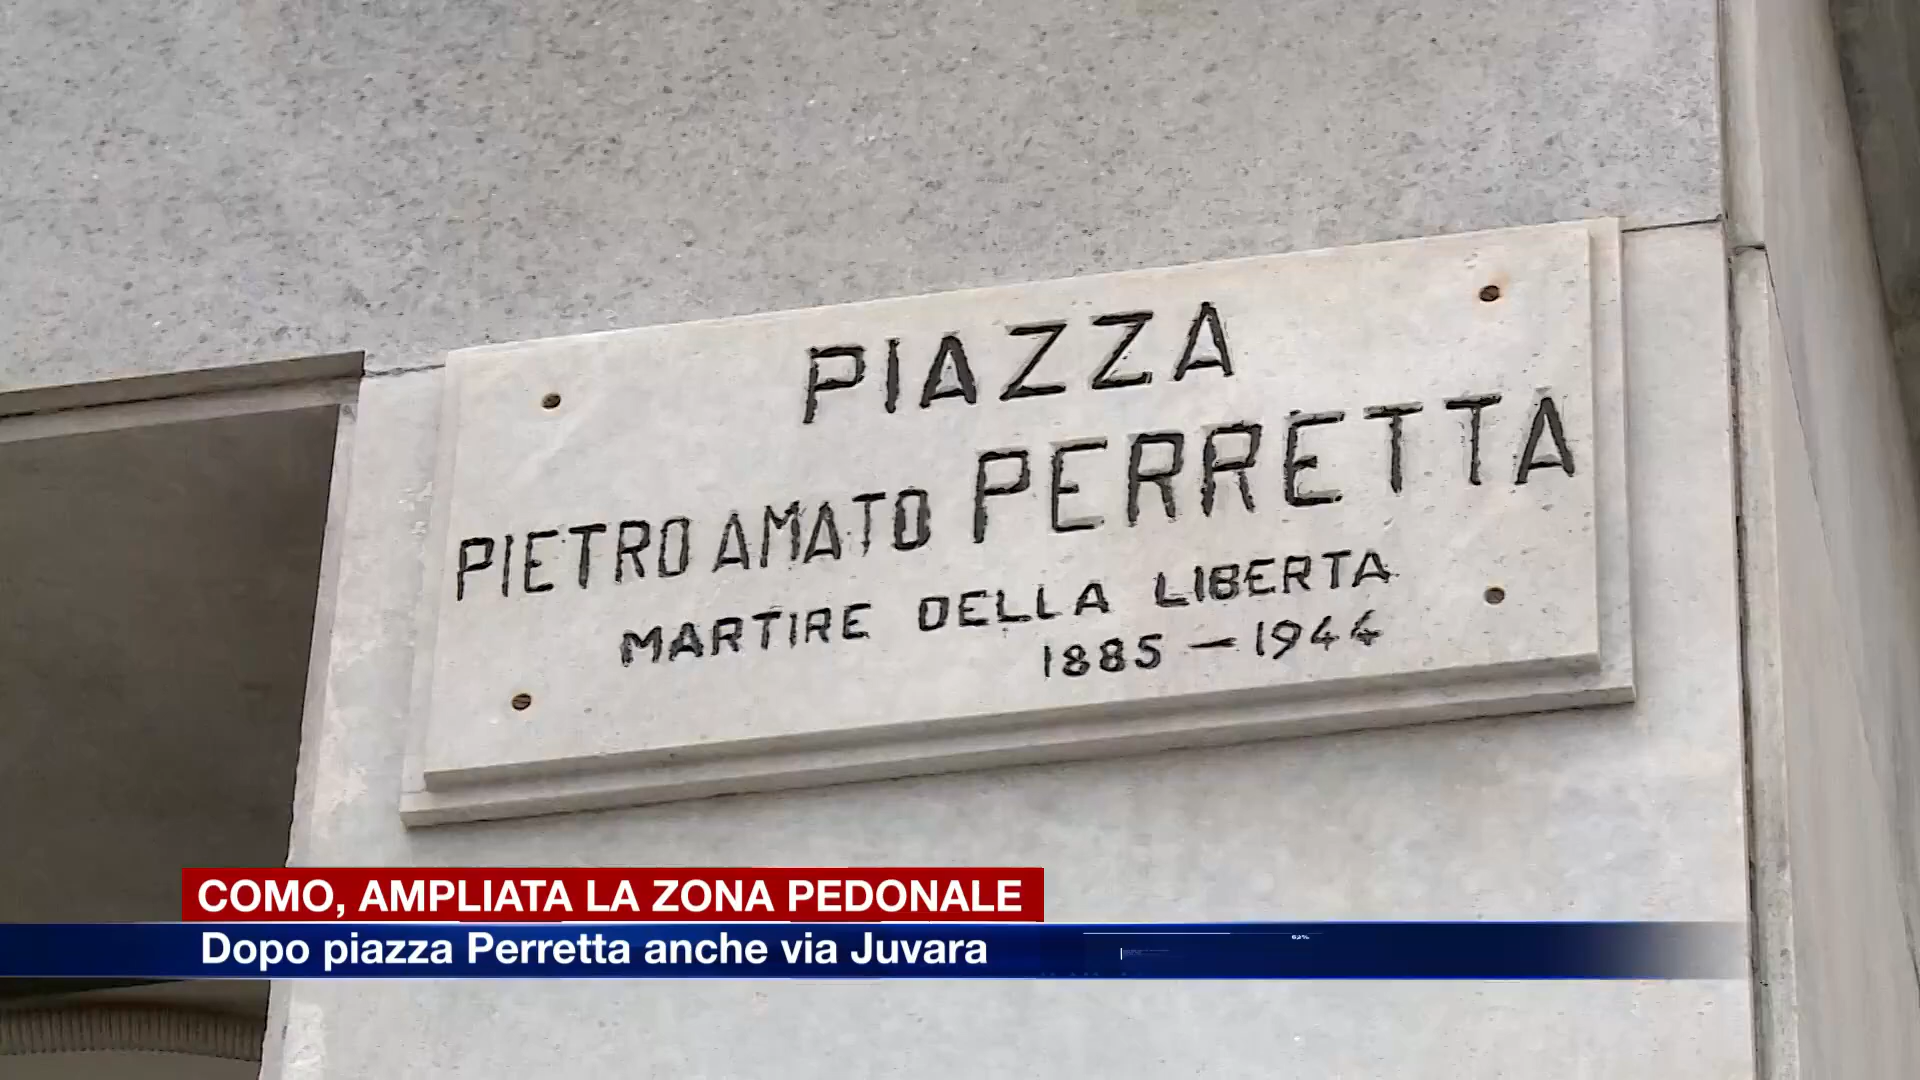 PIAZZA
PIETRO AMATO PERRETTA
MARTIRE DELLA LIBERTA
1885 - 1944
COMO, AMPLIATA LA ZONA PEDONALE
Dopo piazza Perretta anche via Juvara
62%